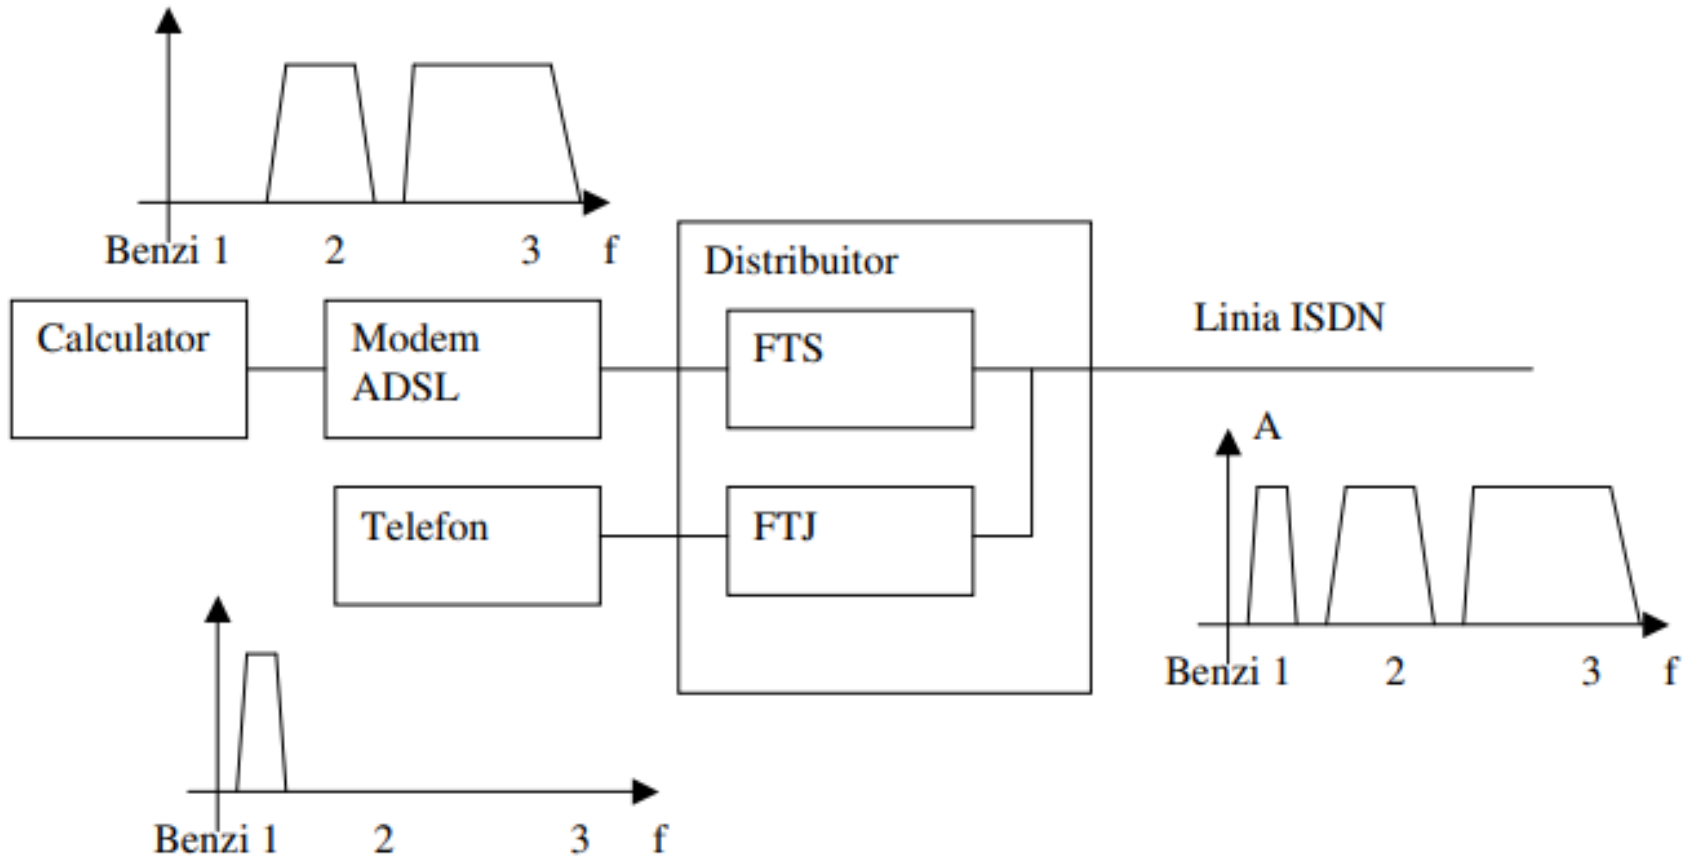 Benzi 1 2 3 f
Distribuitor
Calculator
Modem
ADSL
FTS
Linia ISDN
Telefon
FTJ
A
Benzi 1 2 3 f
Benzi 1 2 3 f